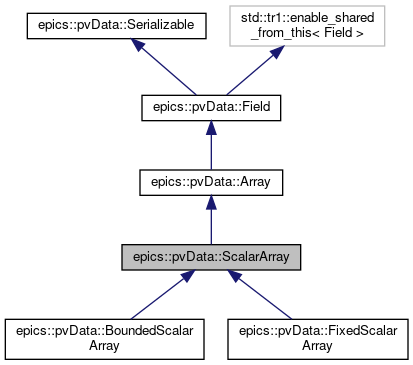 epics::pvData::Serializable
std::tr1::enable_shared
_from_this< Field >
epics::pvData::Field
epics::pvData::Array
epics::pvData::ScalarArray
epics::pvData::BoundedScalar
Array
epics::pvData::FixedScalar
Array